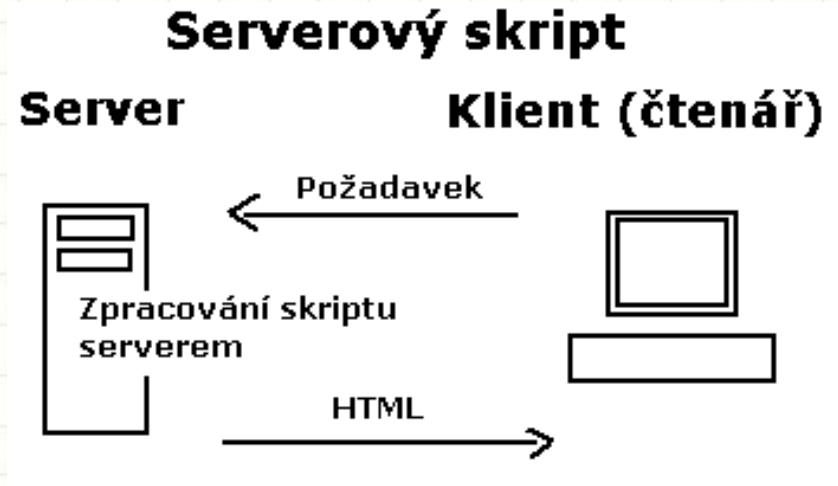 Serverový skript
Server
Klient (čtenář)
Požadavek
Zpracování skriptu
serverem
HTML